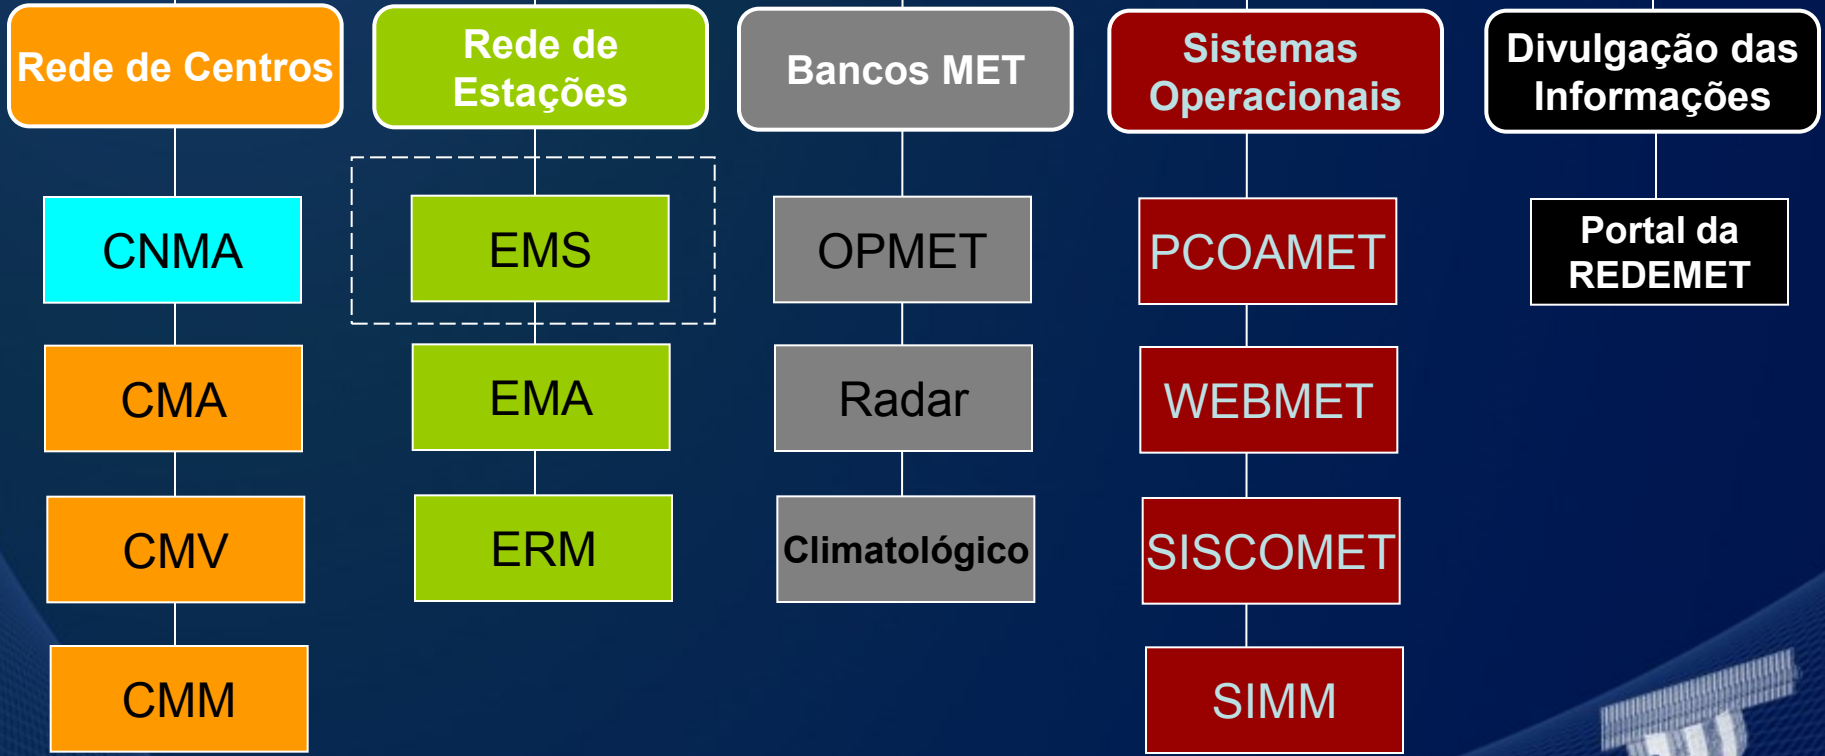 Rede de Centros
Rede de
Estações
Bancos MET
Sistemas
Operacionais
Divulgação das
Informações
CNMA
EMS
OPMET
PCOAMET
Portal da
REDEMET
CMA
EMA
Radar
WEBMET
CMV
ERM
Climatológico
SISCOMET
CMM
SIMM